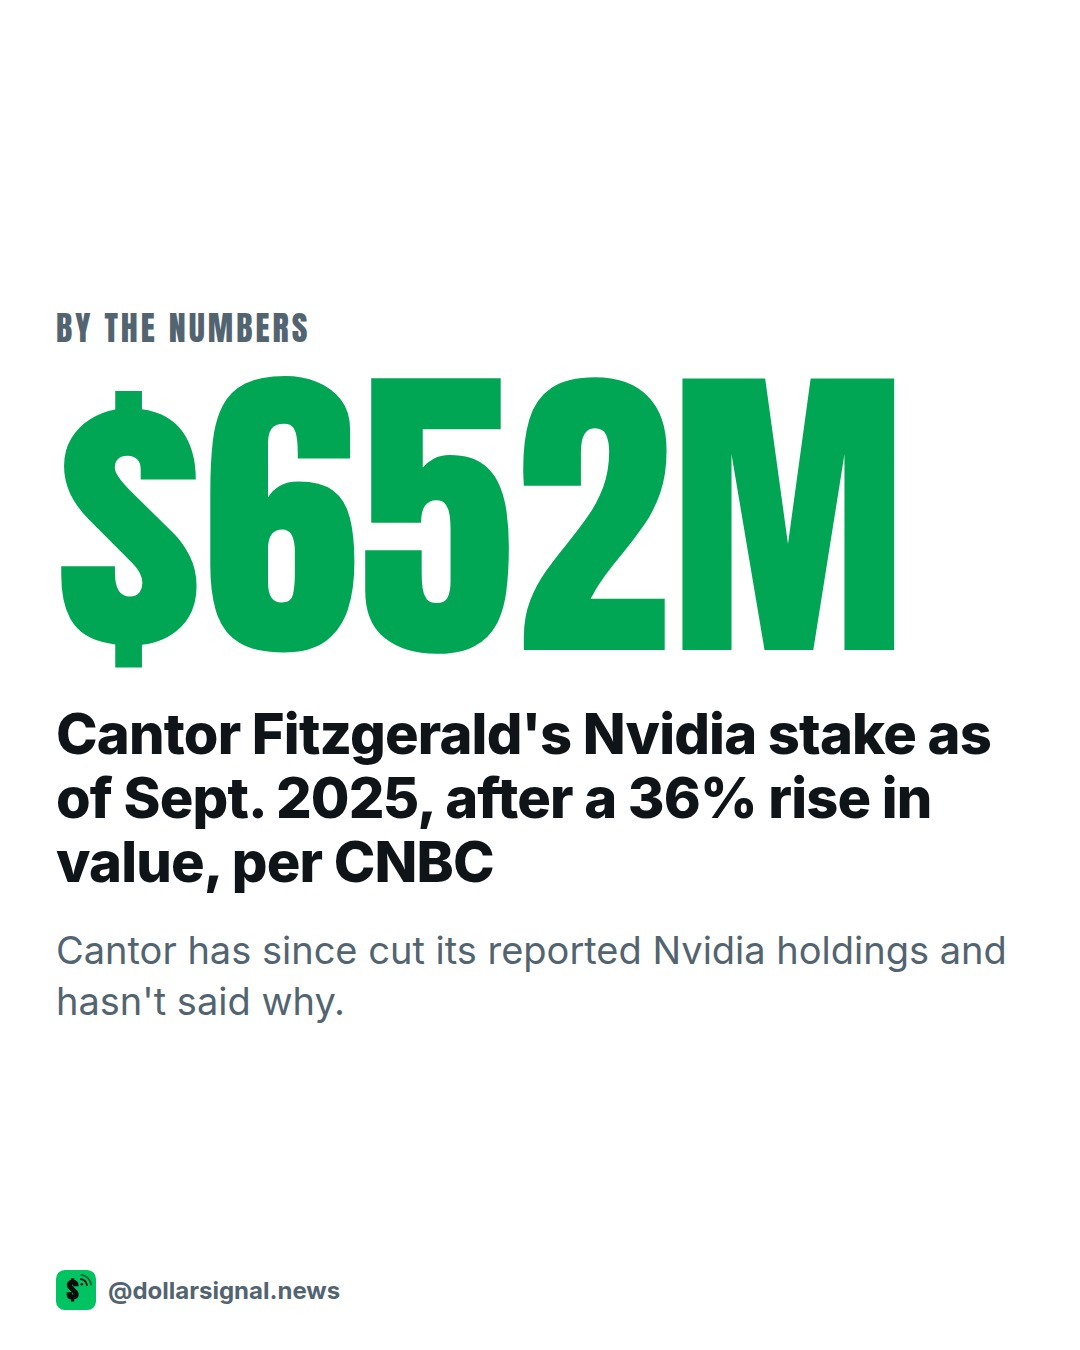 BY THE NUMBERS
$652M
Cantor Fitzgerald's Nvidia stake as
of Sept. 2025, after a 36% rise in
value, per CNBC
Cantor has since cut its reported Nvidia holdings and
hasn't said why.
$ @dollarsignal.news